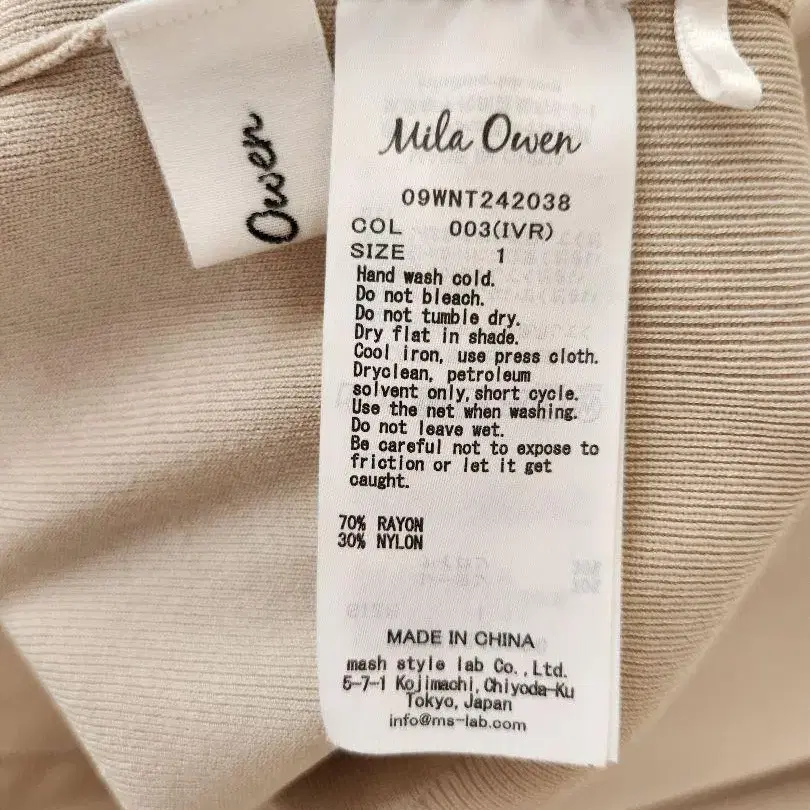 Owen
Mila Owen
09WNT242038
COL 003(IVR)
SIZE 1
Hand wash cold.
Do not bleach.
Do not tumble dry.
Dry flat in shade.
Cool iron, use press cloth.
Dryclean, petroleum
solvent only, short cycle.
Use the net when washing.
Do not leave wet.
Be careful not to expose to
friction or let it get
caught.
70% RAYON
30% NYLON
MADE IN CHINA
mash style lab Co.,Ltd.
5-7-1 Kojimachi,Chiyoda-Ku
Tokyo,Japan
info@ms-lab.com